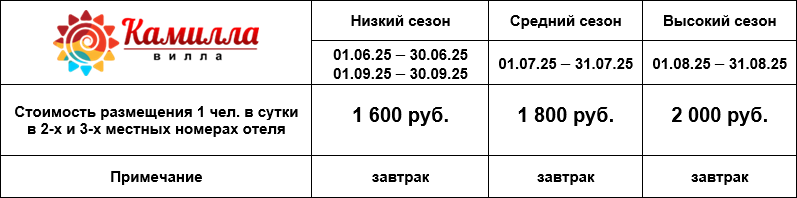 Камилла
вилла
Низкий сезон
Средний сезон
Высокий сезон
01.06.25 – 30.06.25
01.09.25 – 30.09.25
01.07.25 – 31.07.25
01.08.25 – 31.08.25
Стоимость размещения 1 чел. в сутки
в 2-х и 3-х местных номерах отеля
1 600 руб.
1 800 руб.
2 000 руб.
Примечание
завтрак
завтрак
завтрак